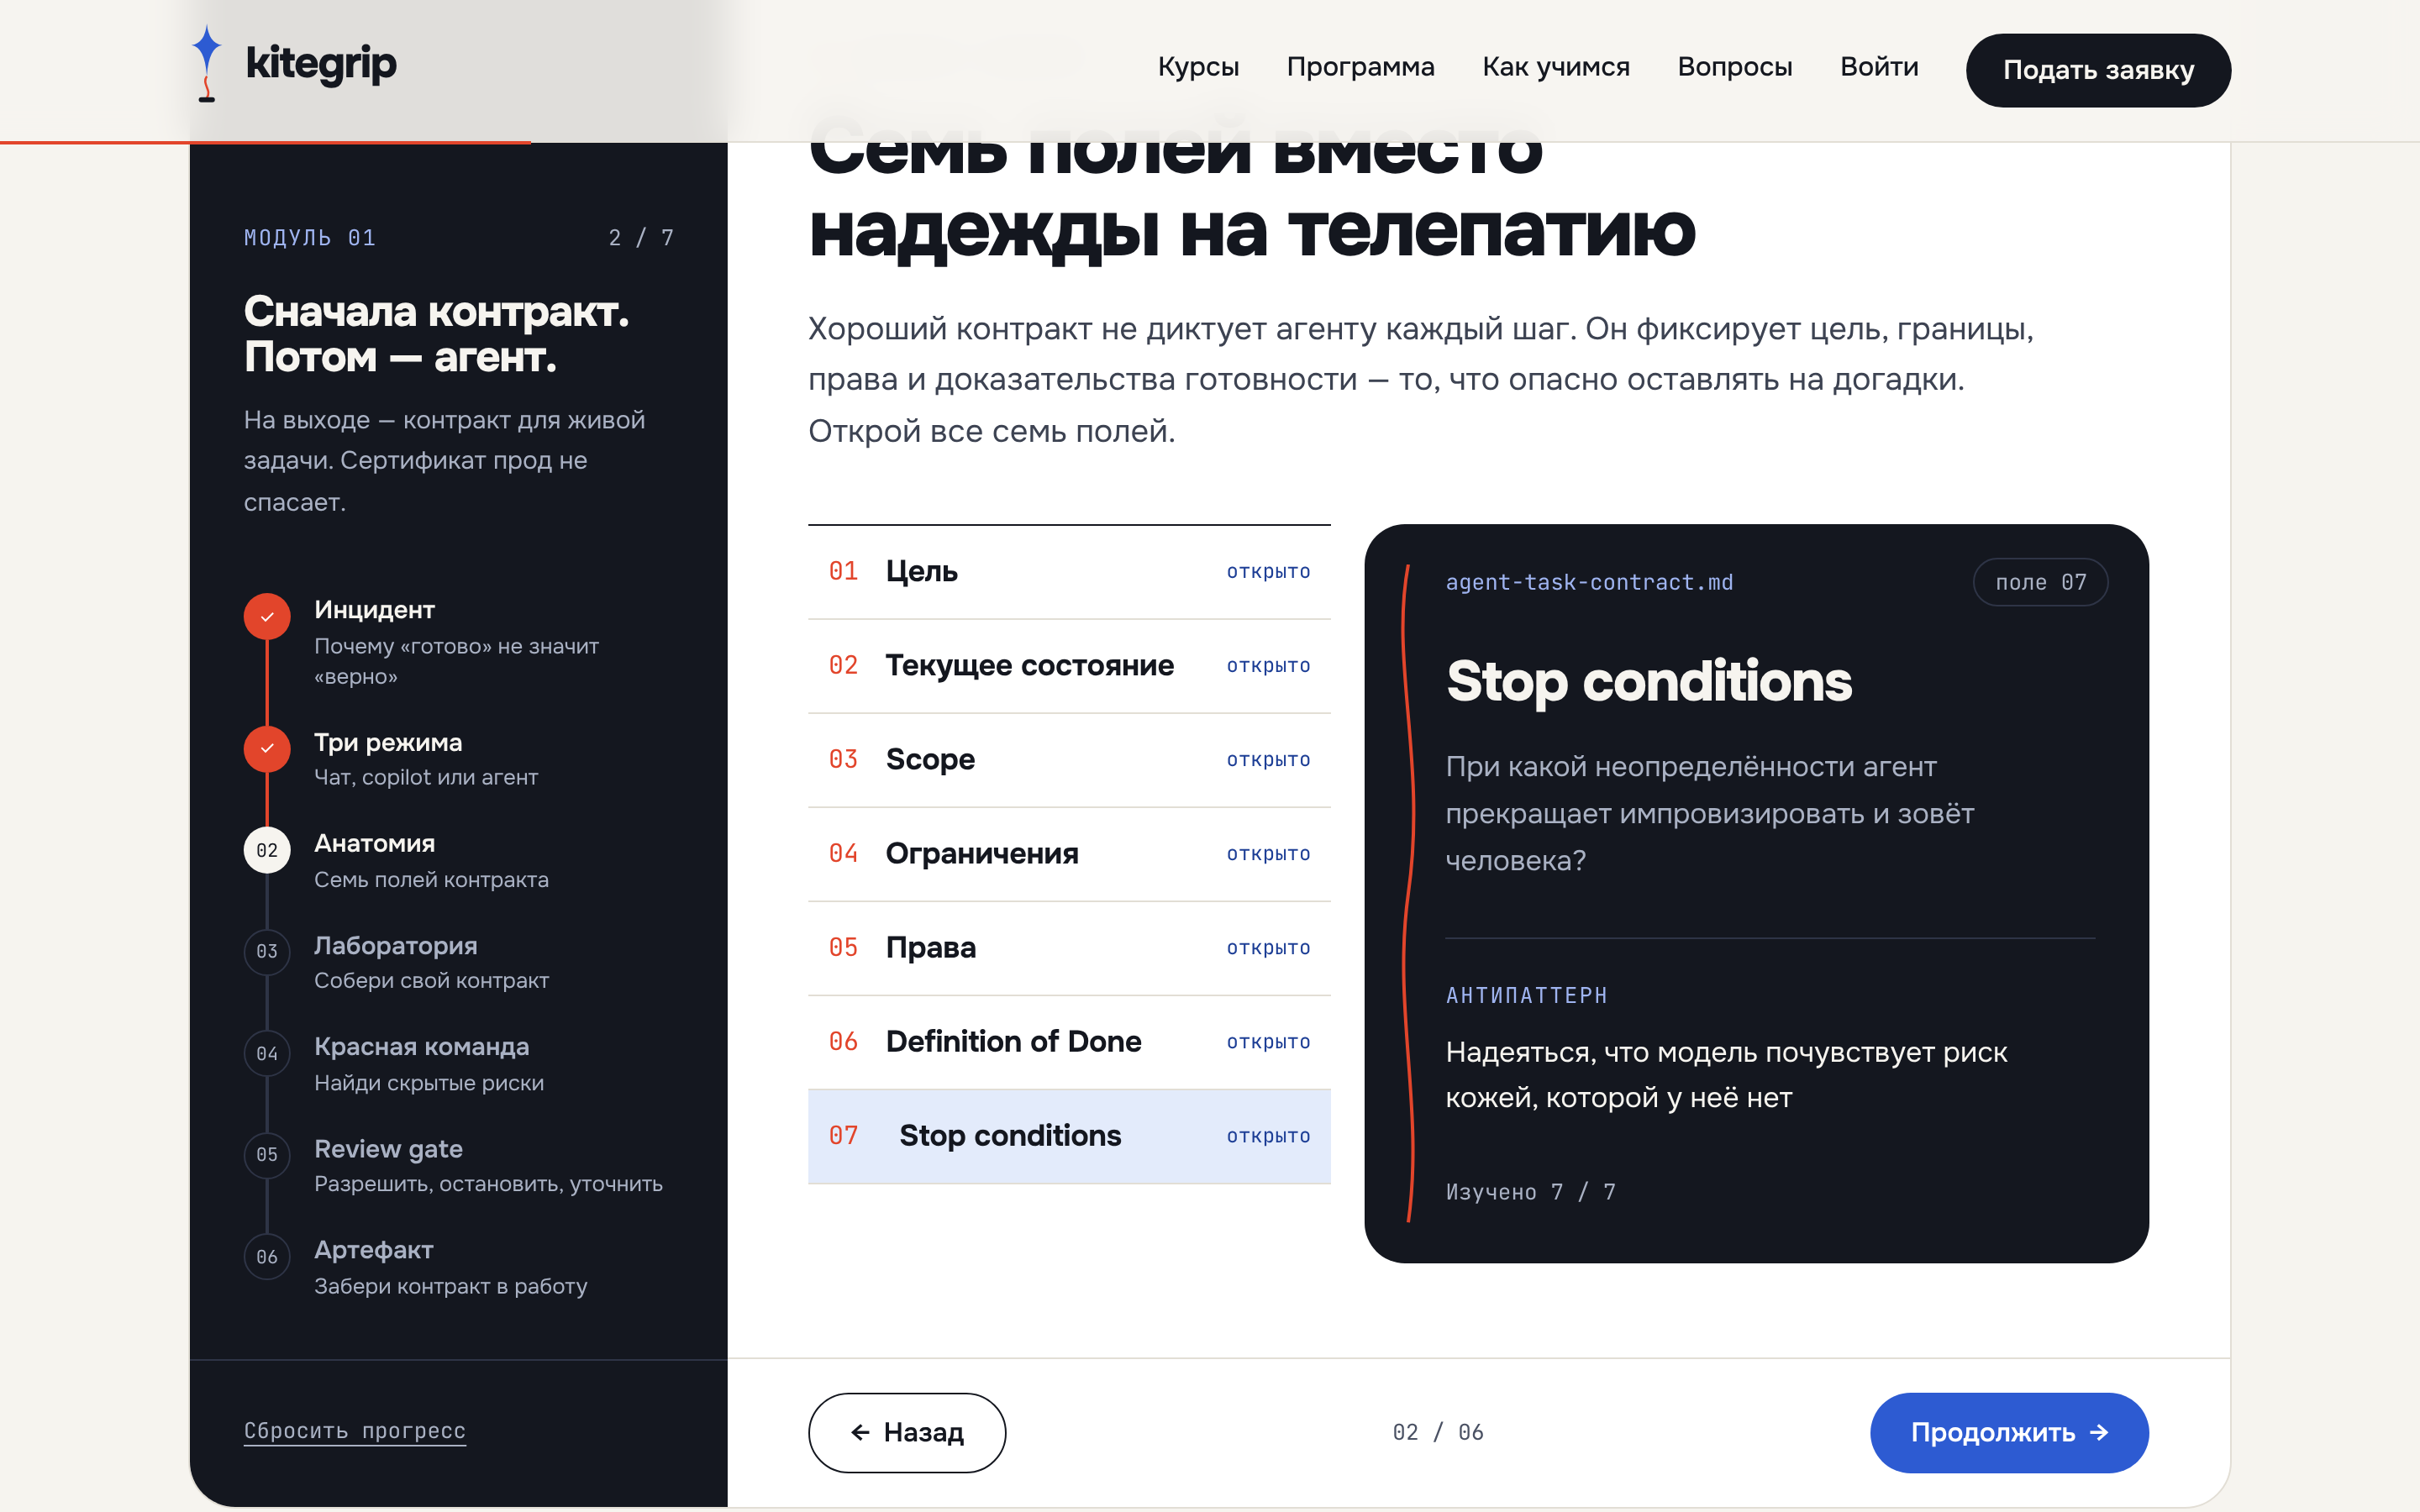 kitegrip
Курсы
Программа
Как учимся
Вопросы
Войти
Подать заявку
МОДУЛЬ 01
2 / 7
Сначала контракт.
Потом — агент.
На выходе — контракт для живой
задачи. Сертификат прод не
спасает.
Инцидент
Почему «готово» не значит
«верно»
Три режима
Чат, copilot или агент
02
Анатомия
Семь полей контракта
03
Лаборатория
Собери свой контракт
04
Красная команда
Найди скрытые риски
05
Review gate
Разрешить, остановить, уточнить
06
Артефакт
Забери контракт в работу
Сбросить прогресс
Семь полей вместо
надежды на телепатию
Хороший контракт не диктует агенту каждый шаг. Он фиксирует цель, границы,
права и доказательства готовности — то, что опасно оставлять на догадки.
Открой все семь полей.
01 Цель открыто
02 Текущее состояние открыто
03 Scope открыто
04 Ограничения открыто
05 Права открыто
06 Definition of Done открыто
07 Stop conditions открыто
agent-task-contract.md
поле 07
Stop conditions
При какой неопределённости агент
прекращает импровизировать и зовёт
человека?
АНТИПАТТЕРН
Надеяться, что модель почувствует риск
кожей, которой у неё нет
Изучено 7 / 7
← Назад
02 / 06
Продолжить →